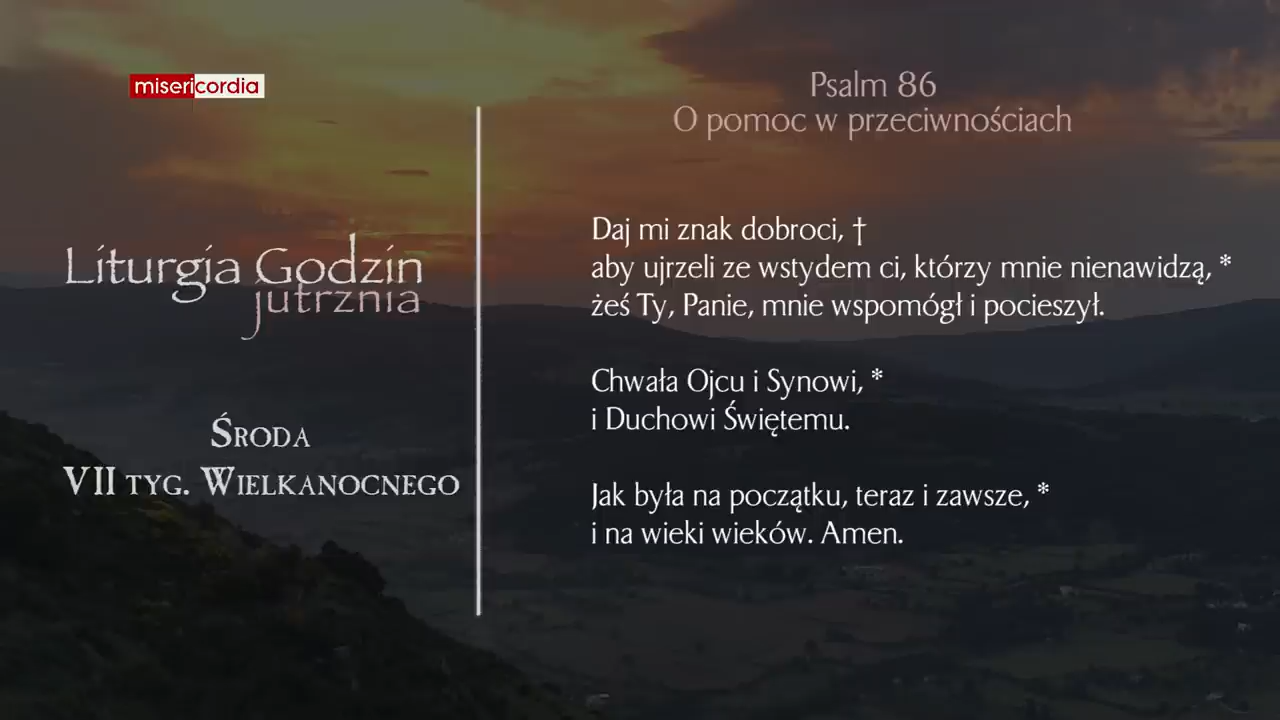 misericordia
Liturgia Godzin
jutrznia
Środa
VII tyg. Wielkanocnego
Psalm 86
O pomoc w przeciwnościach
Daj mi znak dobroci, †
aby ujrzeli ze wstydem ci, którzy mnie nienawidzą, *
żeś Ty, Panie, mnie wspomógł i pocieszył.
Chwała Ojcu i Synowi, *
i Duchowi Świętemu.
Jak była na początku, teraz i zawsze, *
i na wieki wieków. Amen.